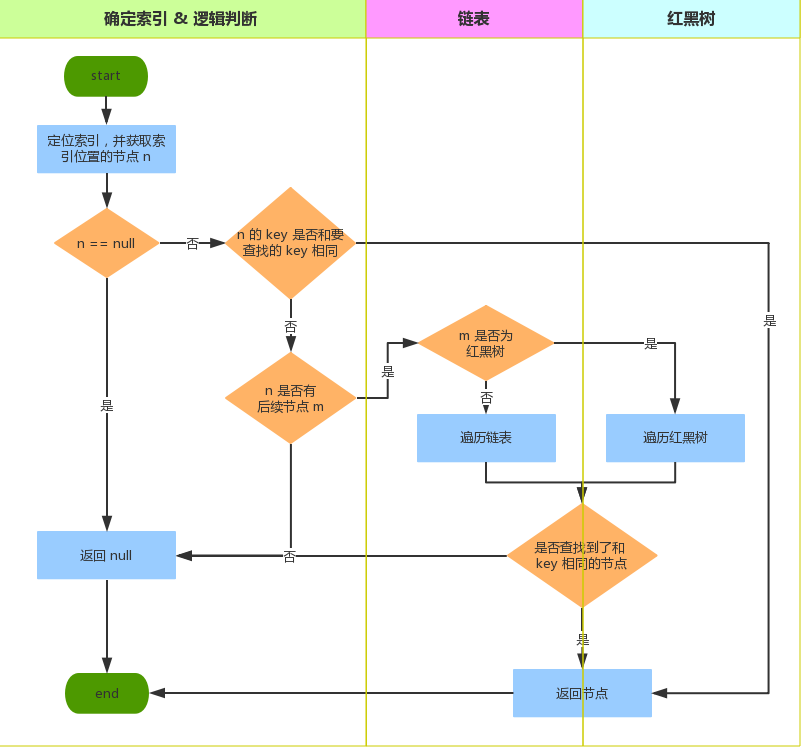 确定索引 & 逻辑判断
链表
红黑树
start
定位索引，并获取索
引位置的节点 n
n == null
否
n 的 key 是否和要
查找的 key 相同
是
否
m 是否为
红黑树
是
n 是否有
后续节点 m
是
否
是
遍历链表
遍历红黑树
是否查找到了和
key 相同的节点
返回 null
否
是
end
返回节点